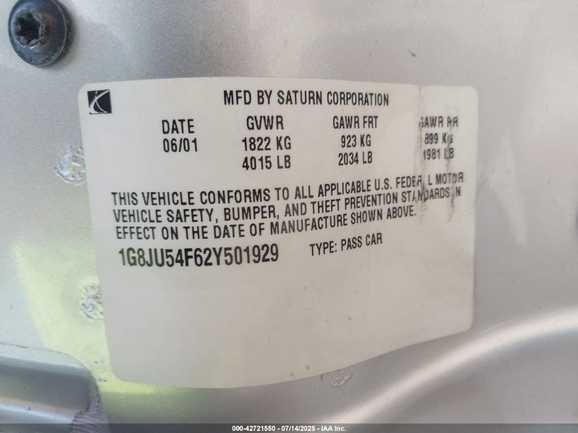 MFD BY SATURN CORPORATION
DATE GVWR GAWR FRT GAWR RR
06/01 1822 KG 923 KG 899 KG
4015 LB 2034 LB 1981 LB
THIS VEHICLE CONFORMS TO ALL APPLICABLE U.S. FEDERAL MOTOR
VEHICLE SAFETY, BUMPER, AND THEFT PREVENTION STANDARDS IN
EFFECT ON THE DATE OF MANUFACTURE SHOWN ABOVE.
1G8JU54F62Y501929 TYPE: PASS CAR
000-42721550 | 07/14/2025 | IAA Inc.